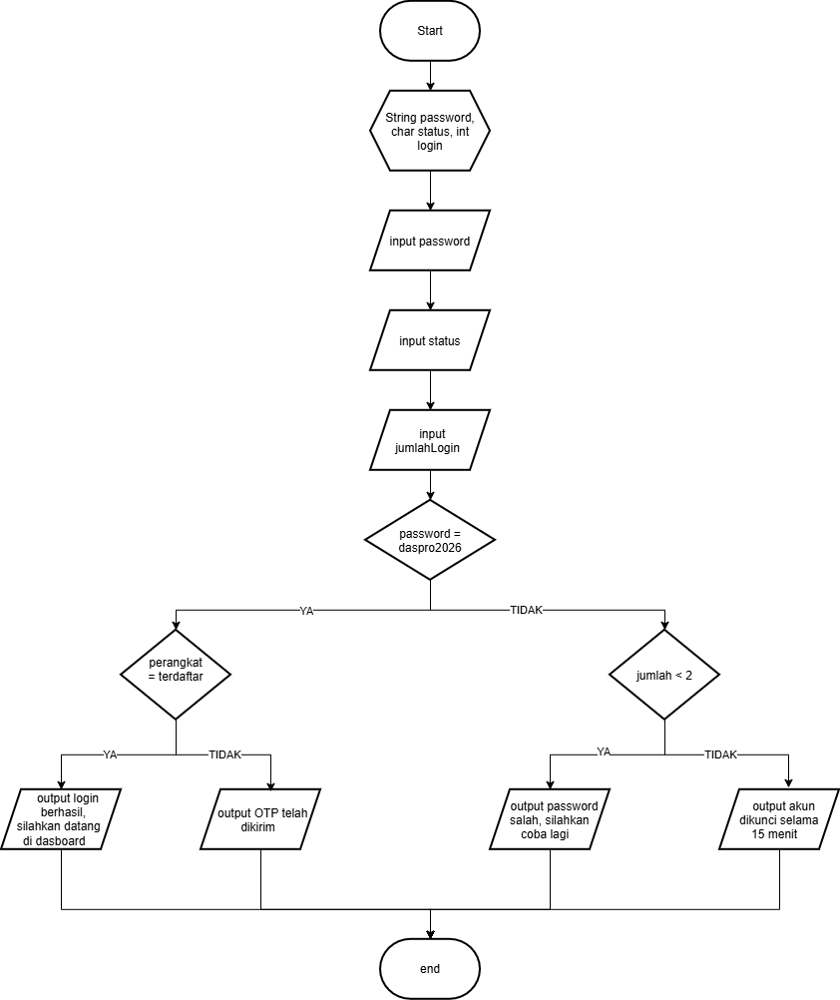 Start
String password,
char status, int
login
input password
input status
input
jumlahLogin
password =
daspro2026
YA
TIDAK
perangkat
= terdaftar
jumlah < 2
YA
TIDAK
YA
TIDAK
output login
berhasil,
silahkan datang
di dasboard
output OTP telah
dikirim
output password
salah, silahkan
coba lagi
output akun
dikunci selama
15 menit
end